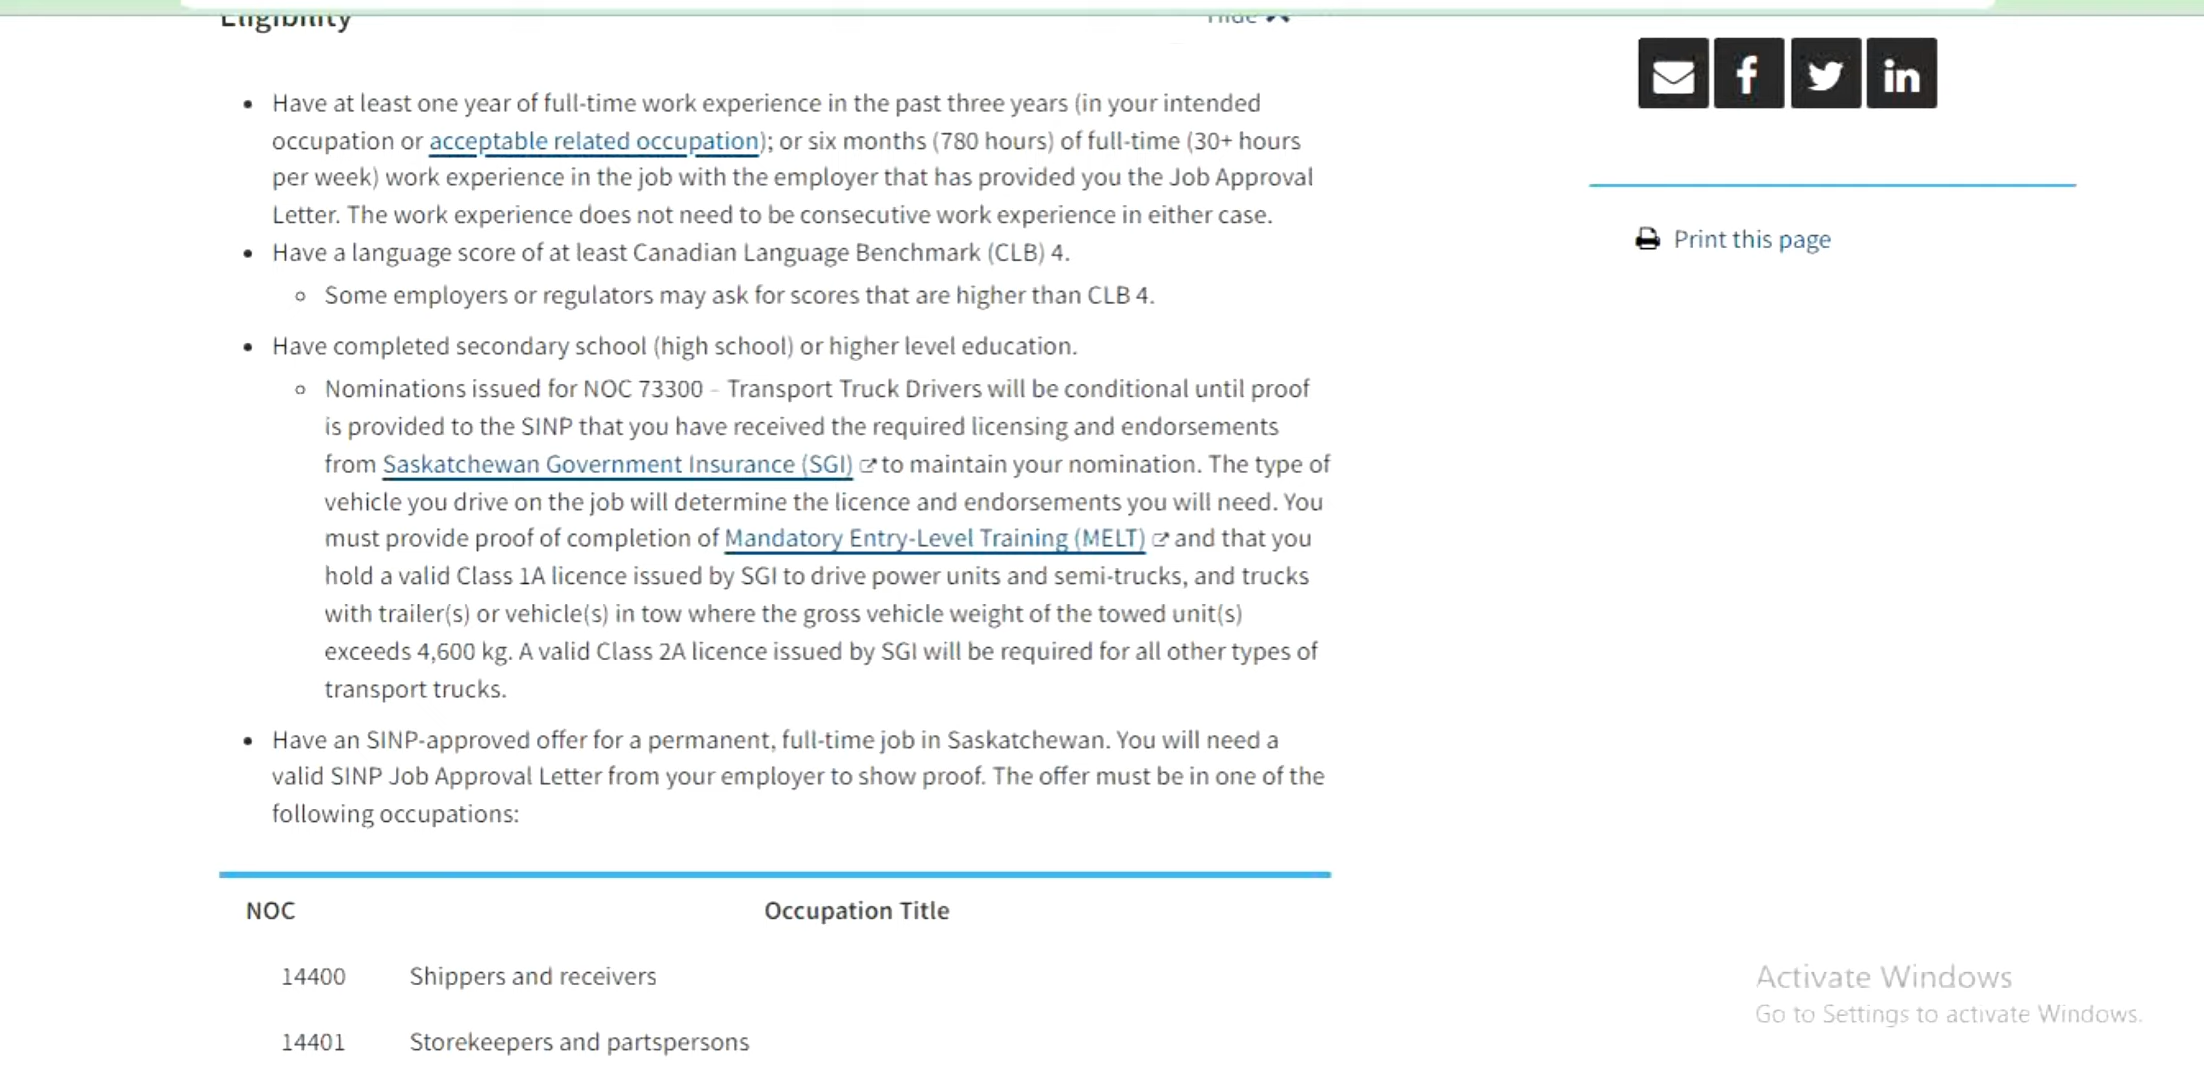 Eligibility
Hide
• Have at least one year of full-time work experience in the past three years (in your intended
occupation or acceptable related occupation); or six months (780 hours) of full-time (30+ hours
per week) work experience in the job with the employer that has provided you the Job Approval
Letter. The work experience does not need to be consecutive work experience in either case.
• Have a language score of at least Canadian Language Benchmark (CLB) 4.
◦ Some employers or regulators may ask for scores that are higher than CLB 4.
• Have completed secondary school (high school) or higher level education.
◦ Nominations issued for NOC 73300 – Transport Truck Drivers will be conditional until proof
is provided to the SINP that you have received the required licensing and endorsements
from Saskatchewan Government Insurance (SGI) to maintain your nomination. The type of
vehicle you drive on the job will determine the licence and endorsements you will need. You
must provide proof of completion of Mandatory Entry-Level Training (MELT) and that you
hold a valid Class 1A licence issued by SGI to drive power units and semi-trucks, and trucks
with trailer(s) or vehicle(s) in tow where the gross vehicle weight of the towed unit(s)
exceeds 4,600 kg. A valid Class 2A licence issued by SGI will be required for all other types of
transport trucks.
• Have an SINP-approved offer for a permanent, full-time job in Saskatchewan. You will need a
valid SINP Job Approval Letter from your employer to show proof. The offer must be in one of the
following occupations:
NOC Occupation Title
14400 Shippers and receivers
14401 Storekeepers and partspersons
f in
Print this page
Activate Windows
Go to Settings to activate Windows.